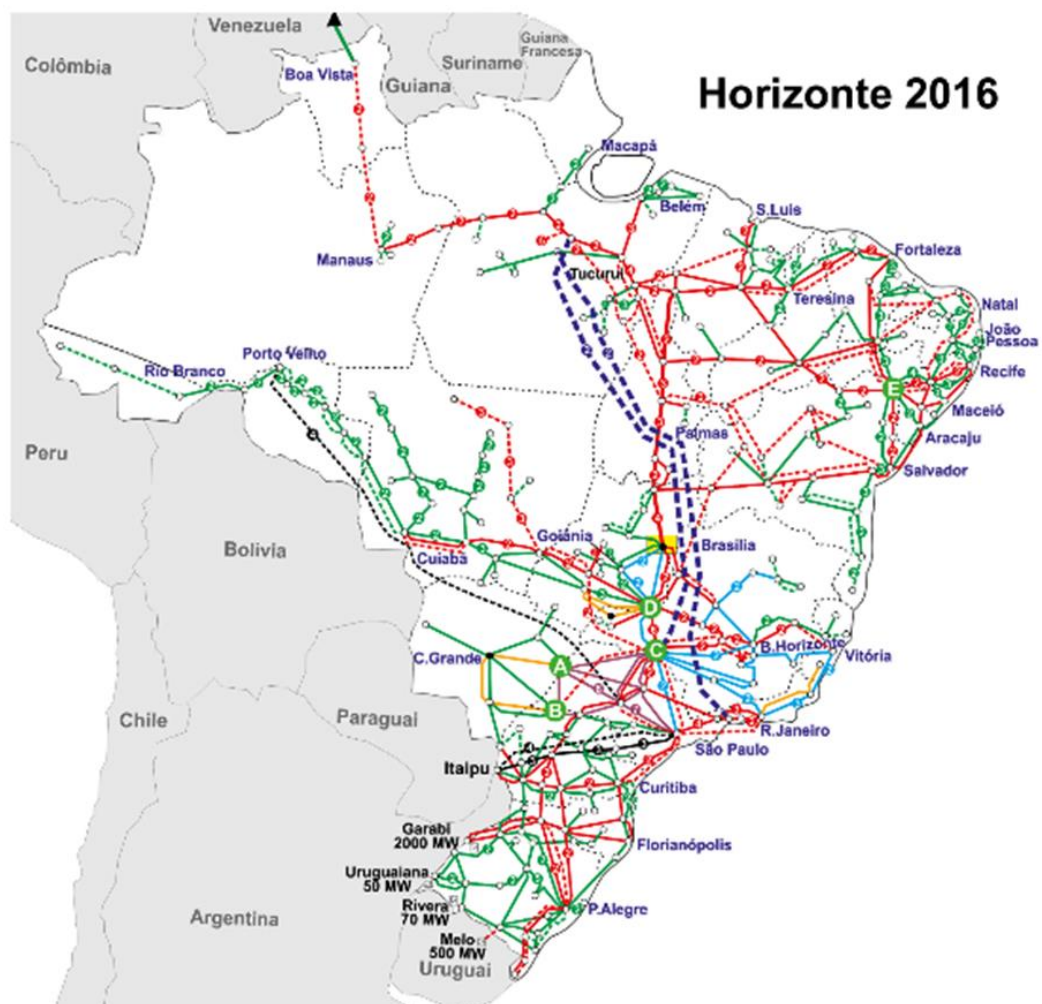 Venezuela
Guiana
Francesa
Suriname
Colômbia
Boa Vista
Guiana
Horizonte 2016
Macapá
Belém
S.Luis
Manaus
Fortaleza
Tucuruí
Teresina
Natal
João
Pessoa
Porto Velho
Rio Branco
Recife
E
Maceió
Palmas
Aracaju
Peru
Salvador
Goiânia
Brasília
Bolivia
Cuiabá
D
B.Horizonte
C
C.Grande
A
Vitória
B
Chile
Paraguai
R.Janeiro
São Paulo
Itaipu
Curitiba
Garabi
2000 MW
Florianópolis
Uruguaiana
50 MW
Rivera
70 MW
P.Alegre
Argentina
Melo
500 MW
Uruguai